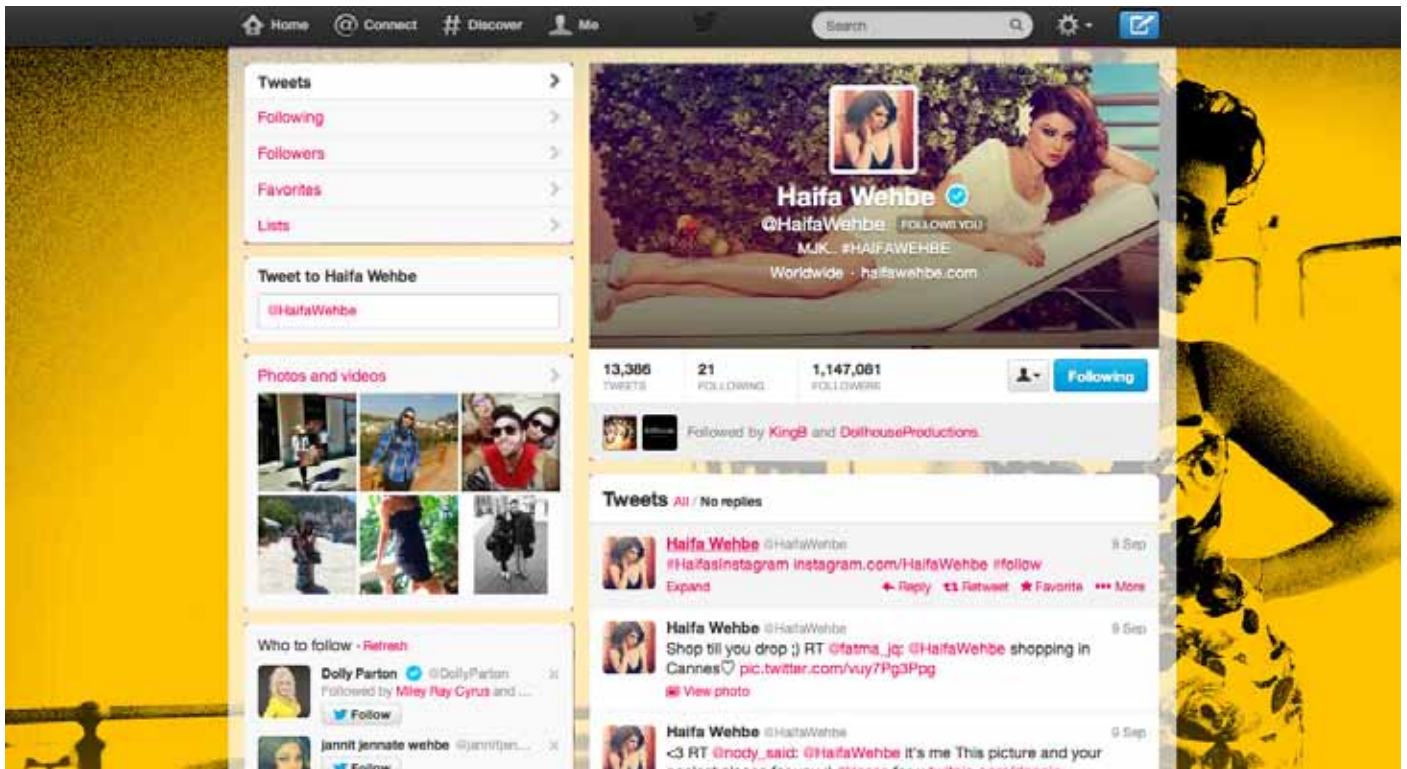 Home
Connect
Discover
Me
Search
Tweets
Following
Followers
Favorites
Lists
Tweet to Haifa Wehbe
@HaifaWehbe
Photos and videos
Who to follow · Refresh
Dolly Parton @DollyParton
Followed by Miley Ray Cyrus and ...
Follow
jannit jennate wehbe @jannitjen...
Follow
Haifa Wehbe
@HaifaWehbe FOLLOWS YOU
MJK.. #HAIFAWEHBE
Worldwide · haifawehbe.com
13,386 TWEETS
21 FOLLOWING
1,147,081 FOLLOWERS
Following
Followed by KingB and DollhouseProductions.
Tweets All / No replies
Haifa Wehbe @HaifaWehbe 9 Sep
#HaifasInstagram instagram.com/HaifaWehbe #follow
Expand Reply Retweet Favorite More
Haifa Wehbe @HaifaWehbe 9 Sep
Shop till you drop ;) RT @fatma_jq: @HaifaWehbe shopping in
Cannes♡ pic.twitter.com/vuy7Pg3Ppg
View photo
Haifa Wehbe @HaifaWehbe 9 Sep
<3 RT @nody_said: @HaifaWehbe it's me This picture and your